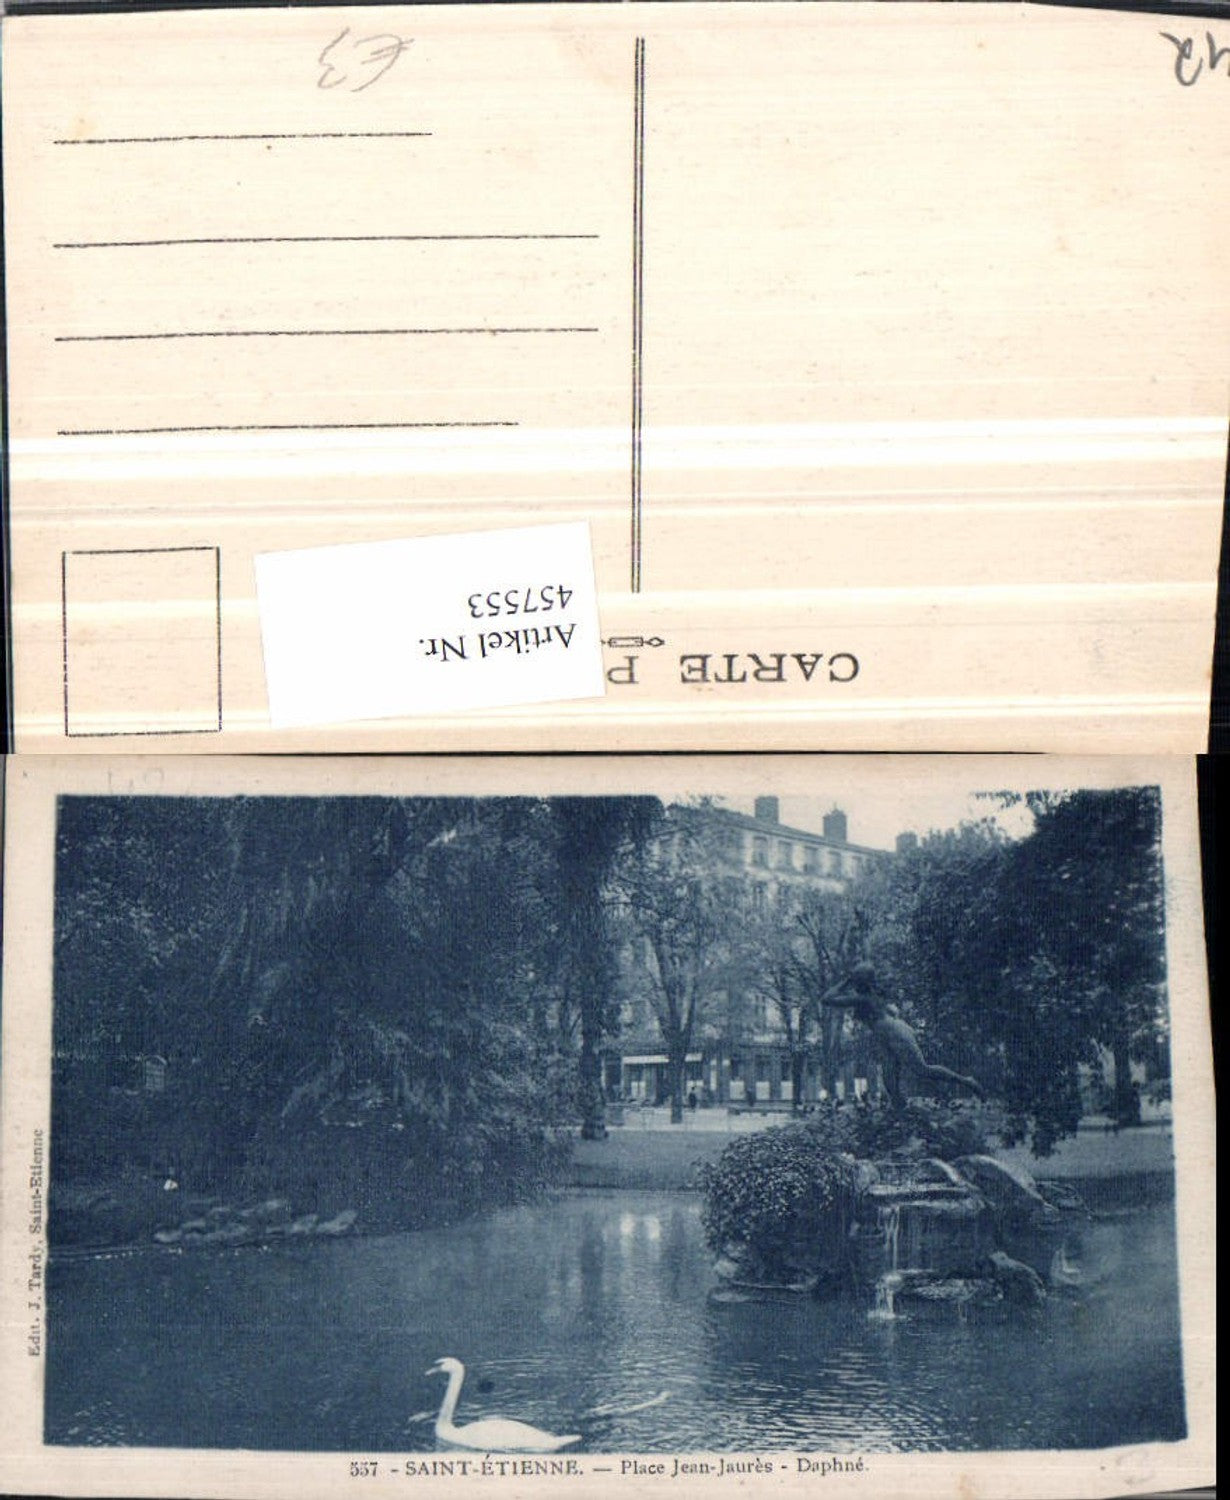 €3
42
CARTE P
Artikel Nr.
457553
Edit. J. Tardy, Saint-Etienne
557 - SAINT-ÉTIENNE. — Place Jean-Jaurès - Daphné.